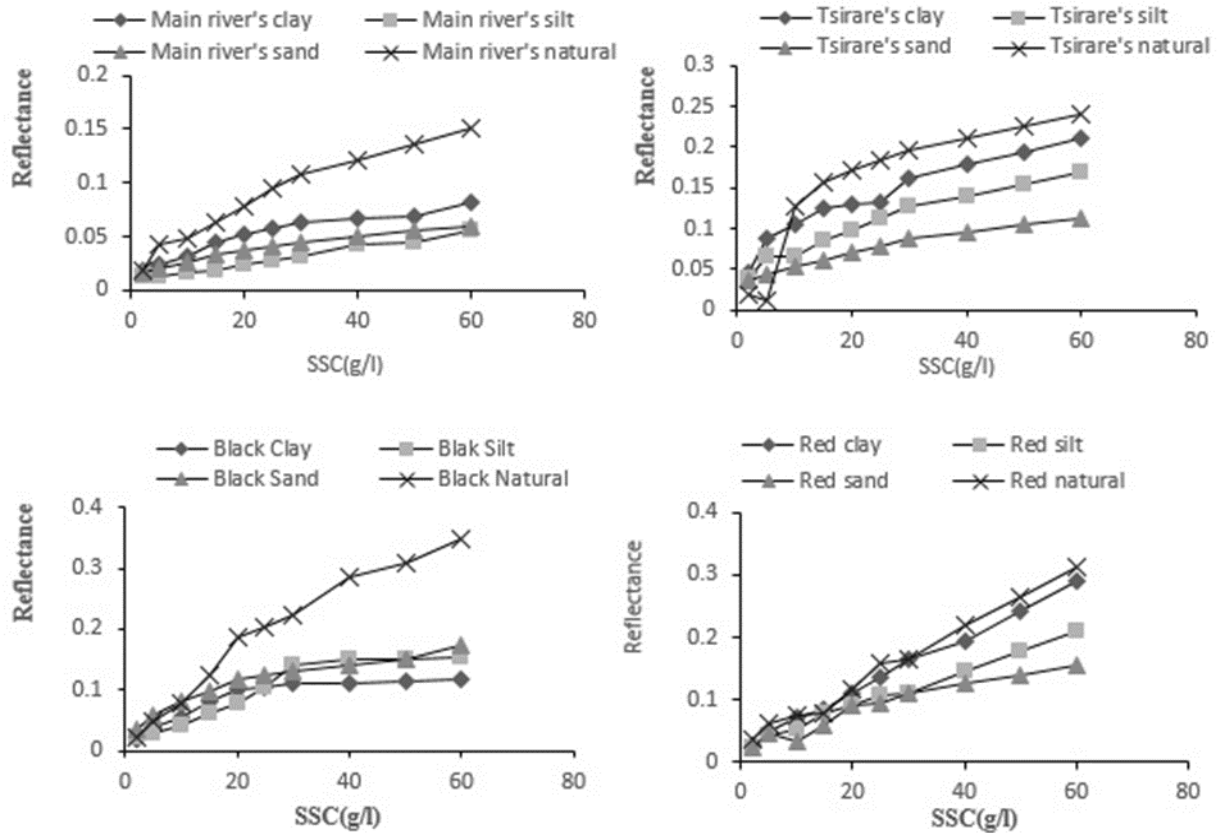 Main river's clay Main river's silt
Main river's sand Main river's natural
Reflectance
0.2
0.15
0.1
0.05
0
0 20 40 60 80
SSC(g/l)
Tsirare's clay Tsirare's silt
Tsirare's sand Tsirare's natural
Reflectance
0.3
0.25
0.2
0.15
0.1
0.05
0
0 20 40 60 80
SSC(g/l)
Black Clay Blak Silt
Black Sand Black Natural
Reflectance
0.4
0.3
0.2
0.1
0
0 20 40 60 80
SSC(g/l)
Red clay Red silt
Red sand Red natural
Reflectance
0.4
0.3
0.2
0.1
0
0 20 40 60 80
SSC(g/l)